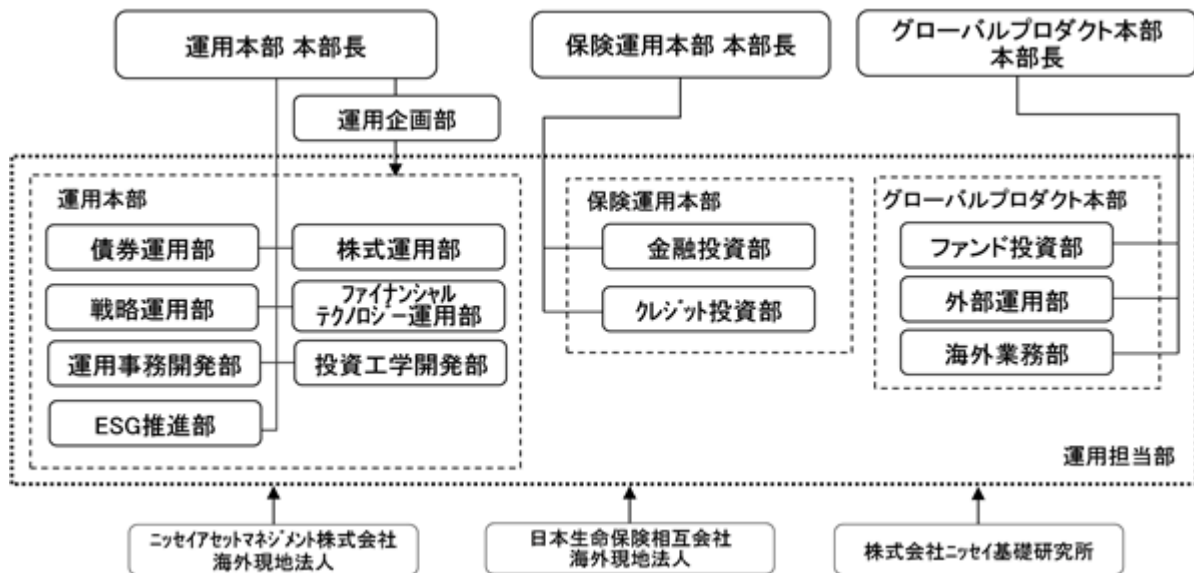 運用本部 本部長
保険運用本部 本部長
グローバルプロダクト本部
本部長
運用企画部
運用本部
債券運用部
株式運用部
戦略運用部
ファイナンシャル
テクノロジー運用部
運用事務開発部
投資工学開発部
ESG推進部
保険運用本部
金融投資部
クレジット投資部
グローバルプロダクト本部
ファンド投資部
外部運用部
海外業務部
運用担当部
ニッセイアセットマネジメント株式会社
海外現地法人
日本生命保険相互会社
海外現地法人
株式会社ニッセイ基礎研究所